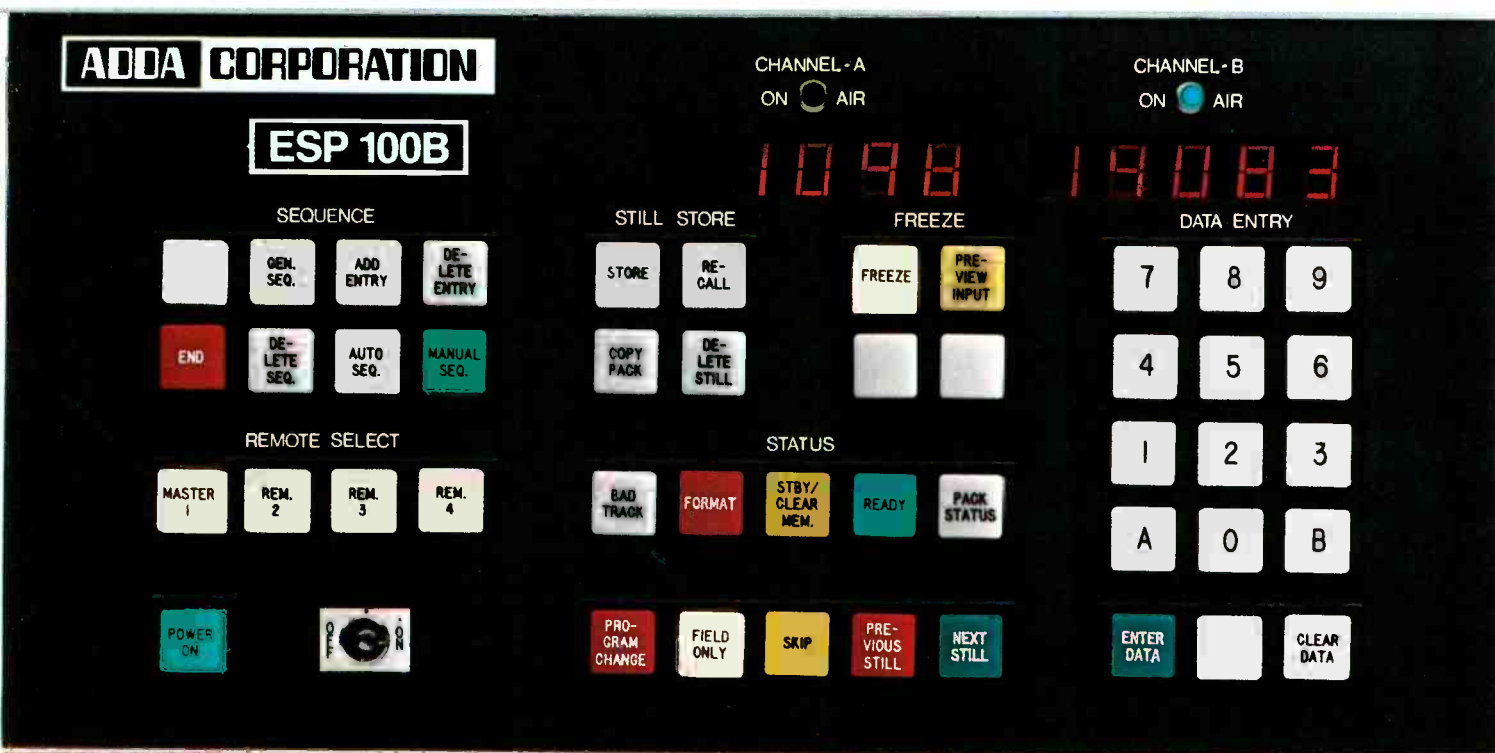 ADDA CORPORATION
ESP 100B
CHANNEL-A
ON AIR
CHANNEL-B
ON AIR
1098
19083
SEQUENCE
GEN.
SEQ.
ADD
ENTRY
DE-
LETE
ENTRY
END
DE-
LETE
SEQ.
AUTO
SEQ.
MANUAL
SEQ.
STILL STORE
STORE
RE-
CALL
COPY
PACK
DE-
LETE
STILL
FREEZE
FREEZE
PRE-
VIEW
INPUT
DATA ENTRY
7 8 9
4 5 6
1 2 3
A 0 B
REMOTE SELECT
MASTER
1
REM.
2
REM.
3
REM.
4
STATUS
BAD
TRACK
FORMAT
STBY/
CLEAR
MEM.
READY
PACK
STATUS
POWER
ON
OFF
ON
PRO-
GRAM
CHANGE
FIELD
ONLY
SKIP
PRE-
VIOUS
STILL
NEXT
STILL
ENTER
DATA
CLEAR
DATA